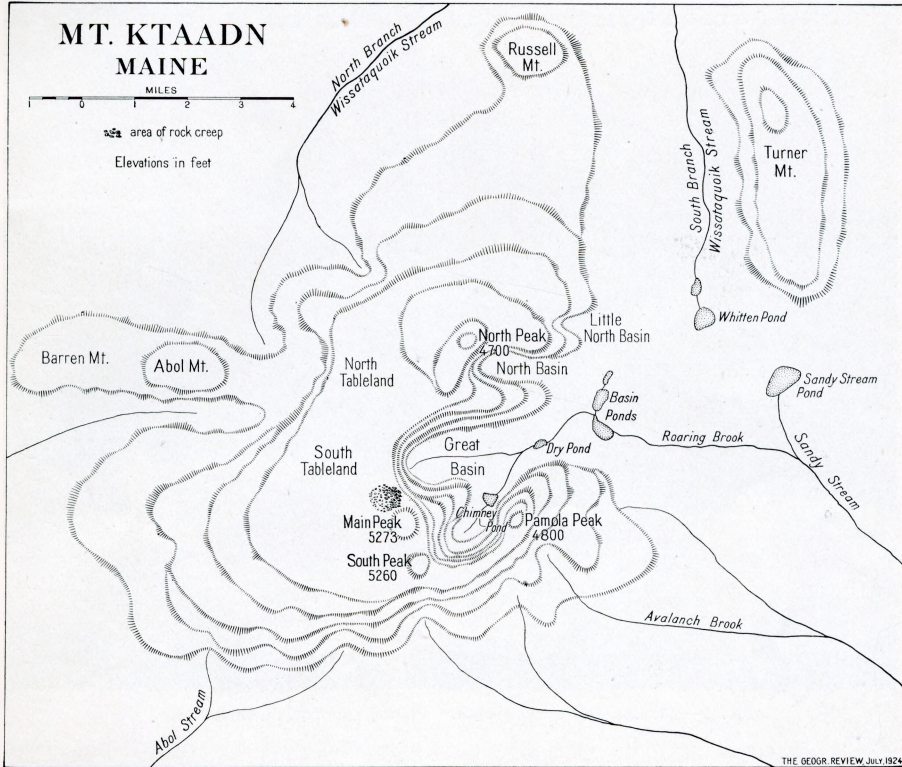 MT. KTAADN
MAINE
MILES
1 0 1 2 3 4
area of rock creep
Elevations in feet
North Branch
Wissataquoik Stream
Russell
Mt.
South Branch
Wissataquoik Stream
Turner
Mt.
Whitten Pond
Little
North Basin
North Peak
4700
North Basin
North
Tableland
Barren Mt.
Abol Mt.
Sandy Stream
Pond
Basin
Ponds
Roaring Brook
Sandy Stream
Great
Basin
Dry Pond
South
Tableland
Chimney
Pond
Main Peak
5273
Pamola Peak
4800
South Peak
5260
Avalanch Brook
Abol Stream
THE GEOGR. REVIEW, JULY, 1924